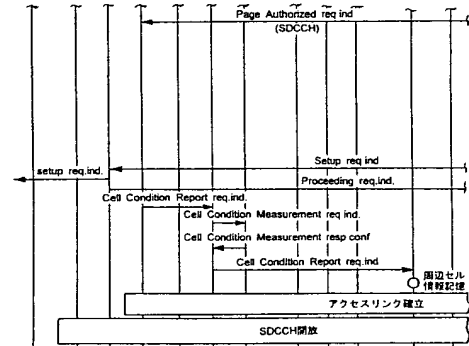 Page Authorized req ind
(SDCCH)
Setup req ind
setup req.ind.
Proceeding req.ind.
Cell Condition Report req.ind.
Cell Condition Measurement req ind.
Cell Condition Measurement resp conf
Cell Condition Report req.ind
周辺セル
情報記憶
アクセスリンク確立
SDCCH開放